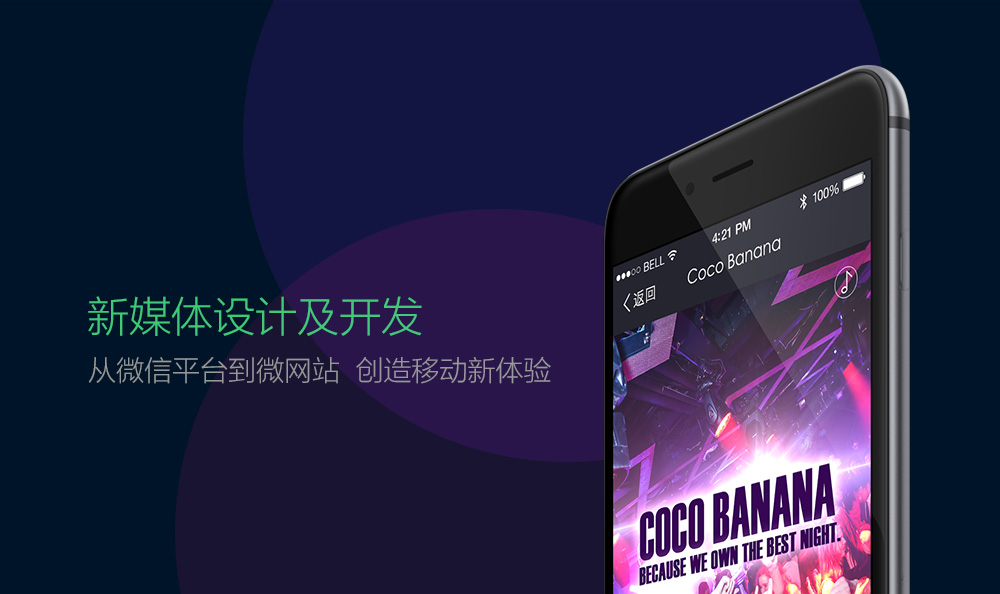 新媒体设计及开发
从微信平台到微网站 创造移动新体验
BELL 4:21 PM 100%
返回 Coco Banana
COCO BANANA
BECAUSE WE OWN THE BEST NIGHT.